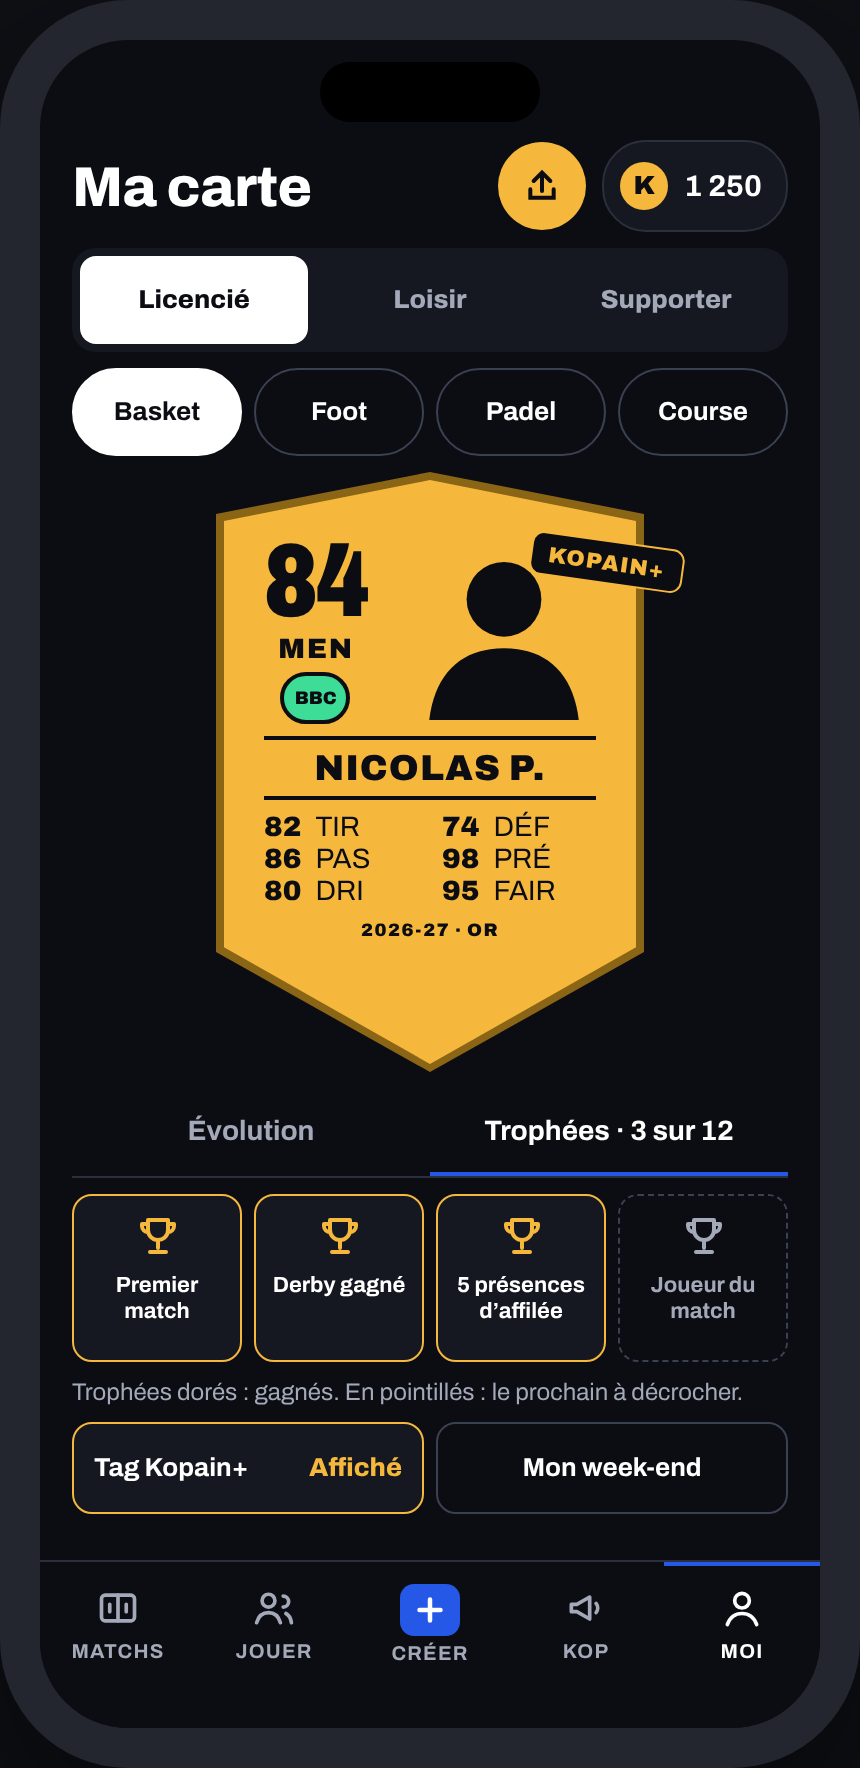 Ma carte
K 1 250
Licencié Loisir Supporter
Basket Foot Padel Course
KOPAIN+
84
MEN
BBC
NICOLAS P.
82 TIR 74 DÉF
86 PAS 98 PRÉ
80 DRI 95 FAIR
2026-27 · OR
Évolution Trophées · 3 sur 12
Premier match
Derby gagné
5 présences d’affilée
Joueur du match
Trophées dorés : gagnés. En pointillés : le prochain à décrocher.
Tag Kopain+ Affiché Mon week-end
MATCHS JOUER CRÉER KOP MOI